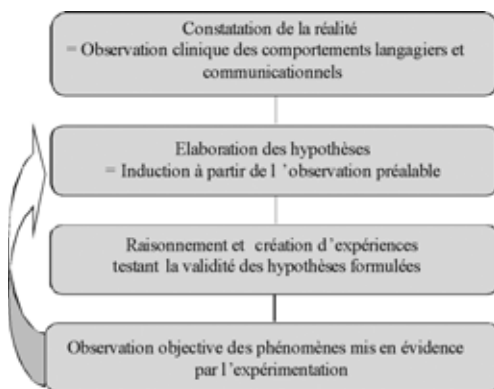 Constatation de la réalité
= Observation clinique des comportements langagiers et
communicationnels
Elaboration des hypothèses
= Induction à partir de l ’observation préalable
Raisonnement et création d’expériences
testant la validité des hypothèses formulées
Observation objective des phénomènes mis en évidence
par l’expérimentation